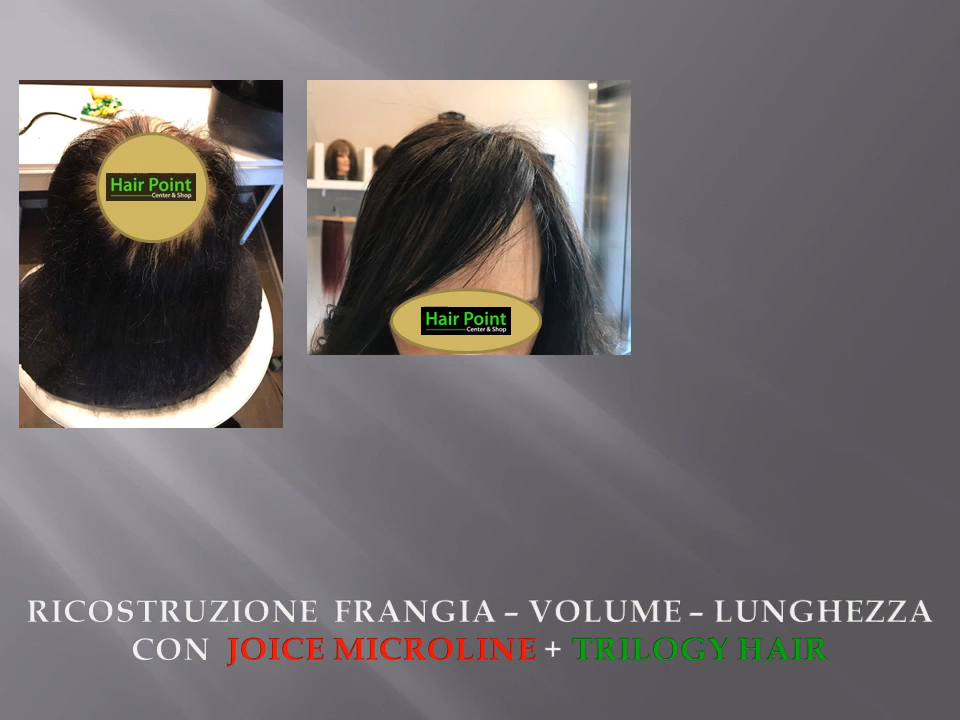 Hair Point
Center & Shop
Hair Point
Center & Shop
RICOSTRUZIONE FRANGIA – VOLUME – LUNGHEZZA
CON JOICE MICROLINE + TRILOGY HAIR